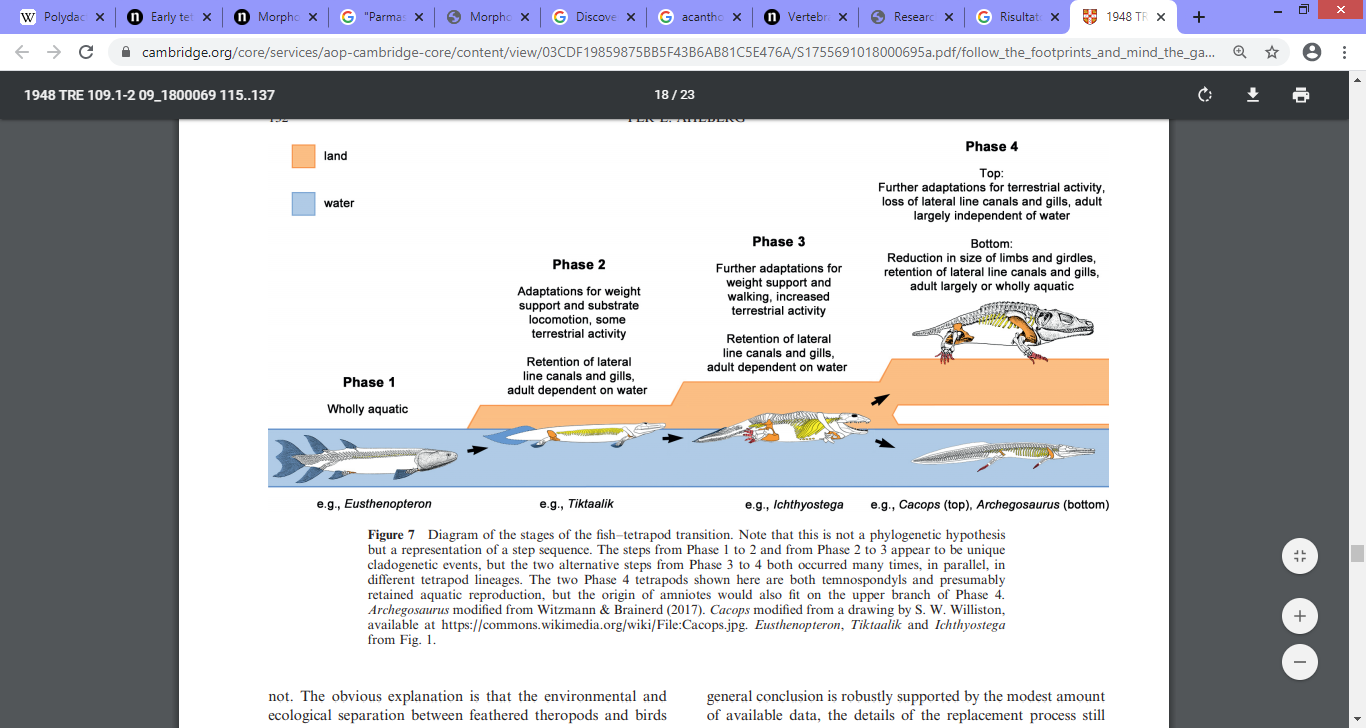 Polydac
Early tet
Morpho
"Parmas
Morpho
Discove
acantho
Vertebra
Researc
Risultat
1948 TR
cambridge.org/core/services/aop-cambridge-core/content/view/03CDF19859875BB5F43B6AB81C5E476A/S1755691018000695a.pdf/follow_the_footprints_and_mind_the_ga...
1948 TRE 109.1-2 09_1800069 115..137
18 / 23
land
water
Phase 1
Wholly aquatic
Phase 2
Adaptations for weight
support and substrate
locomotion, some
terrestrial activity
Retention of lateral
line canals and gills,
adult dependent on water
Phase 3
Further adaptations for
weight support and
walking, increased
terrestrial activity
Retention of lateral
line canals and gills,
adult dependent on water
Phase 4
Top:
Further adaptations for terrestrial activity,
loss of lateral line canals and gills, adult
largely independent of water
Bottom:
Reduction in size of limbs and girdles,
retention of lateral line canals and gills,
adult largely or wholly aquatic
e.g., Eusthenopteron
e.g., Tiktaalik
e.g., Ichthyostega
e.g., Cacops (top), Archegosaurus (bottom)
Figure 7 Diagram of the stages of the fish–tetrapod transition. Note that this is not a phylogenetic hypothesis
but a representation of a step sequence. The steps from Phase 1 to 2 and from Phase 2 to 3 appear to be unique
cladogenetic events, but the two alternative steps from Phase 3 to 4 both occurred many times, in parallel, in
different tetrapod lineages. The two Phase 4 tetrapods shown here are both temnospondyls and presumably
retained aquatic reproduction, but the origin of amniotes would also fit on the upper branch of Phase 4.
Archegosaurus modified from Witzmann & Brainerd (2017). Cacops modified from a drawing by S. W. Williston,
available at https://commons.wikimedia.org/wiki/File:Cacops.jpg. Eusthenopteron, Tiktaalik and Ichthyostega
from Fig. 1.
not. The obvious explanation is that the environmental and
ecological separation between feathered theropods and birds
general conclusion is robustly supported by the modest amount
of available data, the details of the replacement process still